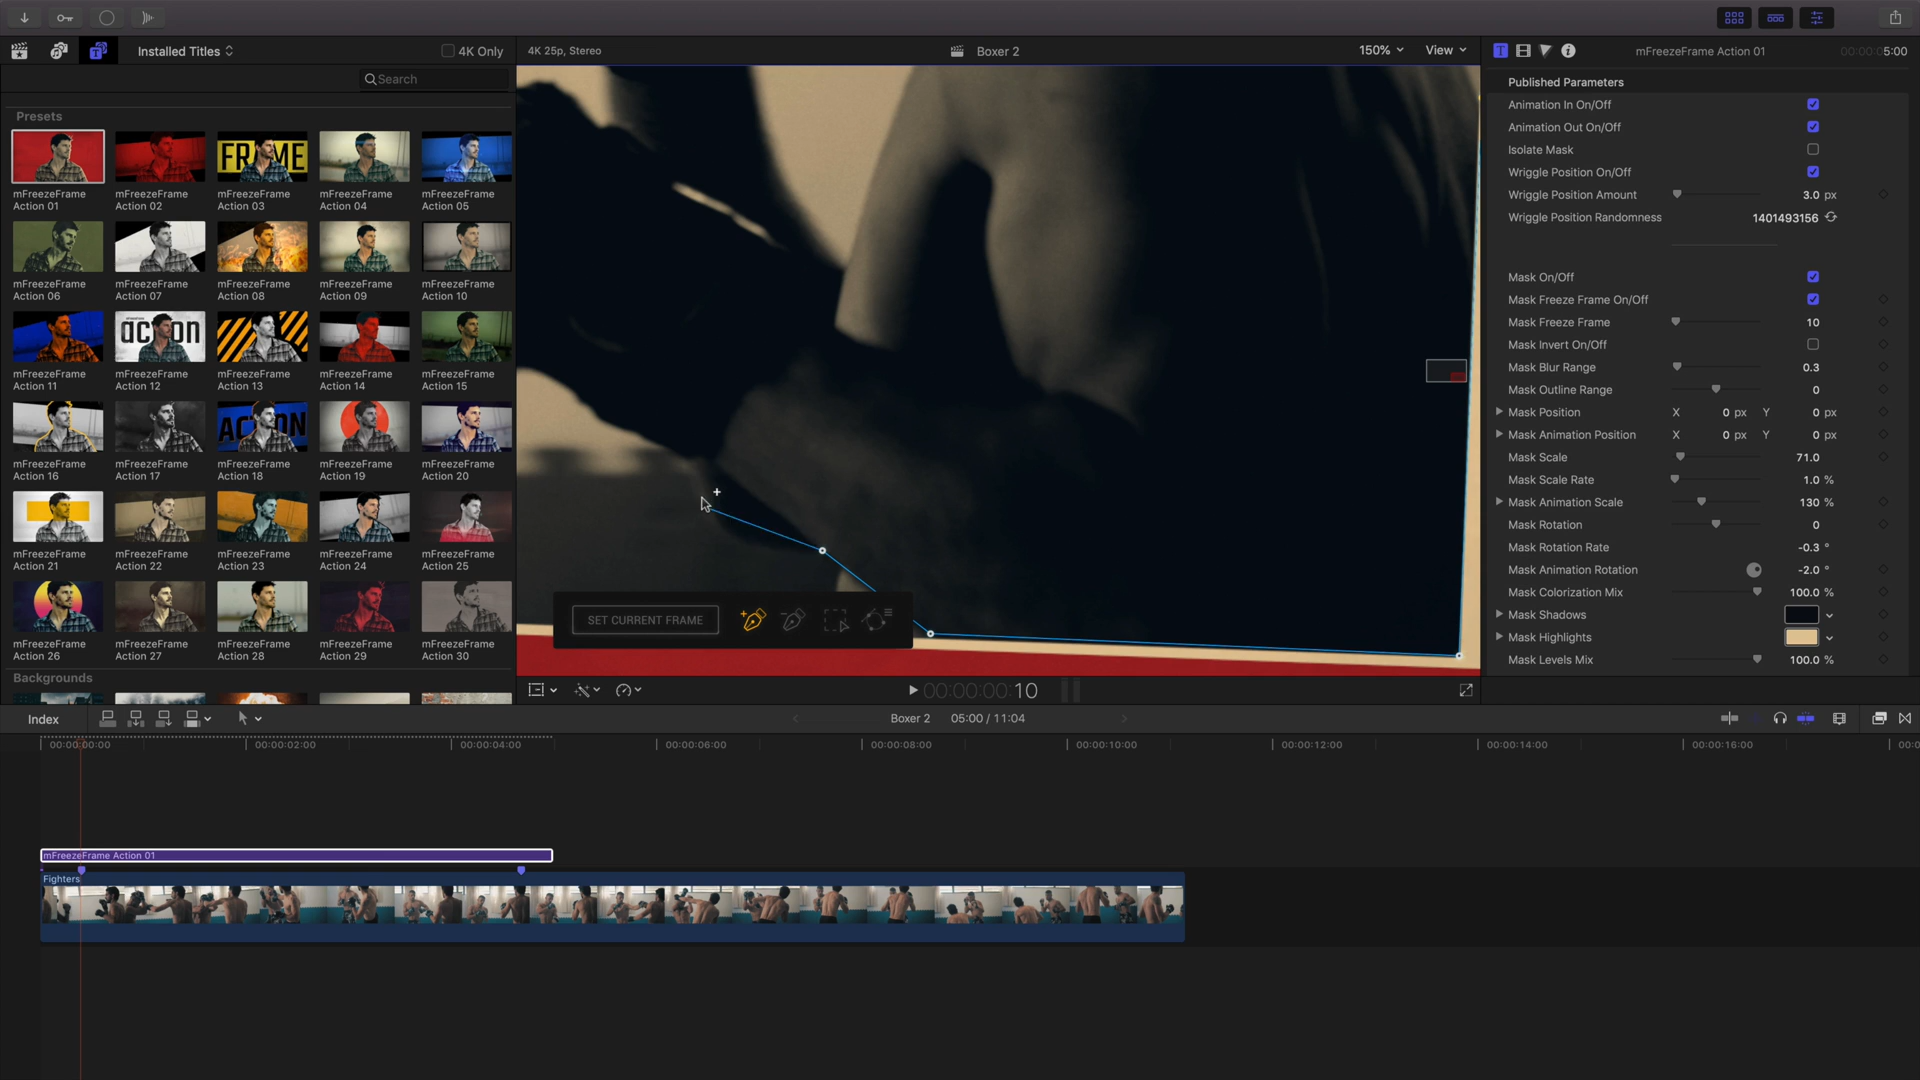 Installed Titles
4K Only
4K 25p, Stereo
Boxer 2
150%
View
mFreezeFrame Action 01
00:00:05:00
Search
Presets
FRAME
mFreezeFrame Action 01
mFreezeFrame Action 02
mFreezeFrame Action 03
mFreezeFrame Action 04
mFreezeFrame Action 05
mFreezeFrame Action 06
mFreezeFrame Action 07
mFreezeFrame Action 08
mFreezeFrame Action 09
mFreezeFrame Action 10
action
mFreezeFrame Action 11
mFreezeFrame Action 12
mFreezeFrame Action 13
mFreezeFrame Action 14
mFreezeFrame Action 15
ACTION
mFreezeFrame Action 16
mFreezeFrame Action 17
mFreezeFrame Action 18
mFreezeFrame Action 19
mFreezeFrame Action 20
mFreezeFrame Action 21
mFreezeFrame Action 22
mFreezeFrame Action 23
mFreezeFrame Action 24
mFreezeFrame Action 25
mFreezeFrame Action 26
mFreezeFrame Action 27
mFreezeFrame Action 28
mFreezeFrame Action 29
mFreezeFrame Action 30
Backgrounds
SET CURRENT FRAME
00:00:00:10
Published Parameters
Animation In On/Off
Animation Out On/Off
Isolate Mask
Wriggle Position On/Off
Wriggle Position Amount 3.0 px
Wriggle Position Randomness 1401493156
Mask On/Off
Mask Freeze Frame On/Off
Mask Freeze Frame 10
Mask Invert On/Off
Mask Blur Range 0.3
Mask Outline Range 0
Mask Position X 0 px Y 0 px
Mask Animation Position X 0 px Y 0 px
Mask Scale 71.0
Mask Scale Rate 1.0 %
Mask Animation Scale 130 %
Mask Rotation 0
Mask Rotation Rate -0.3 °
Mask Animation Rotation -2.0 °
Mask Colorization Mix 100.0 %
Mask Shadows
Mask Highlights
Mask Levels Mix 100.0 %
Index
Boxer 2 05:00 / 11:04
00:00:00:00
00:00:02:00
00:00:04:00
00:00:06:00
00:00:08:00
00:00:10:00
00:00:12:00
00:00:14:00
00:00:16:00
00:0
mFreezeFrame Action 01
Fighters